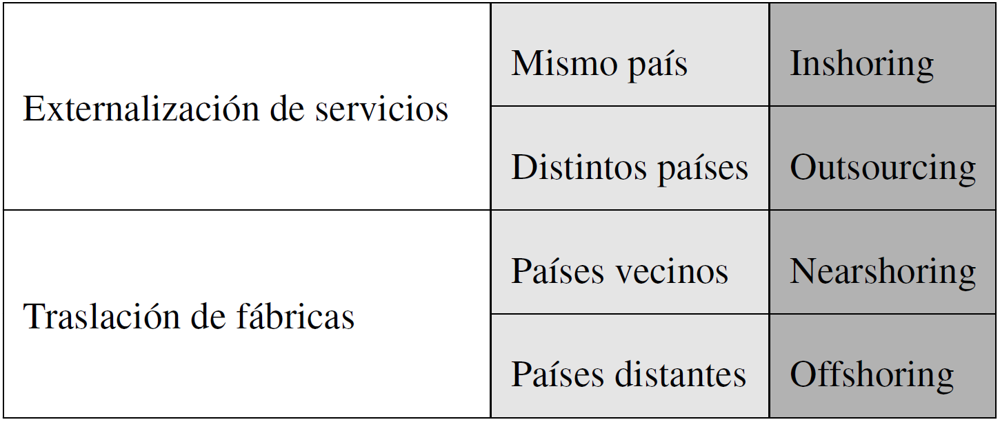 Externalización de servicios
Mismo país
Inshoring
Distintos países
Outsourcing
Traslación de fábricas
Países vecinos
Nearshoring
Países distantes
Offshoring